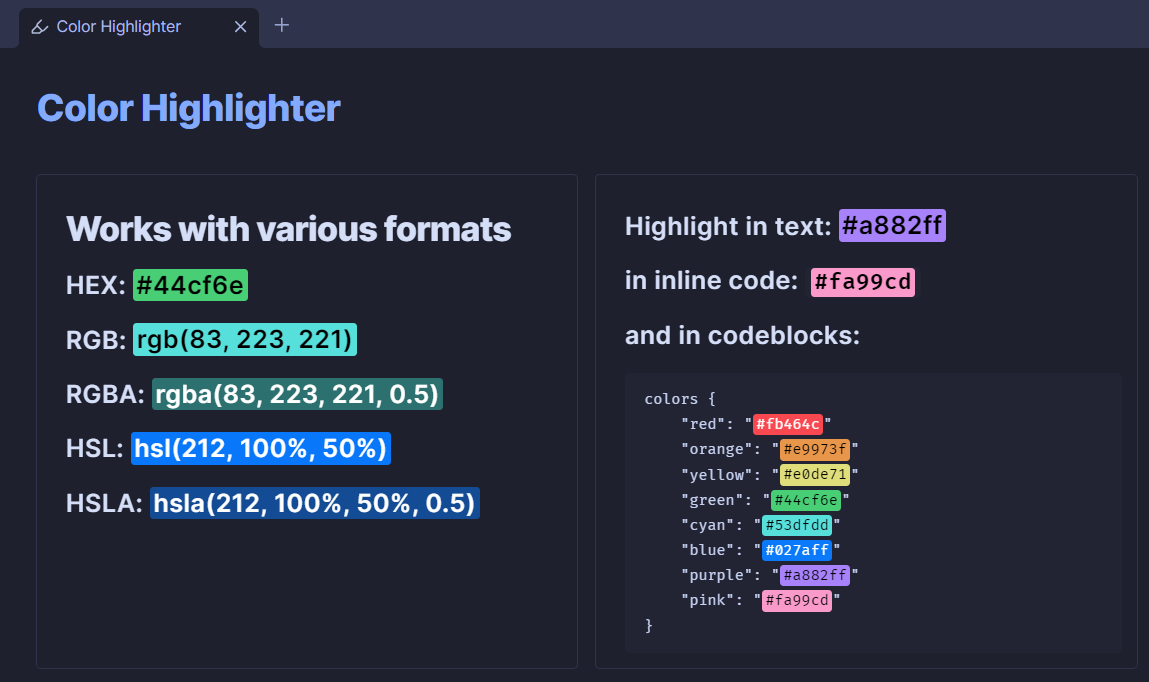 Color Highlighter
Color Highlighter
Works with various formats
HEX: #44cf6e
RGB: rgb(83, 223, 221)
RGBA: rgba(83, 223, 221, 0.5)
HSL: hsl(212, 100%, 50%)
HSLA: hsla(212, 100%, 50%, 0.5)
Highlight in text: #a882ff
in inline code: #fa99cd
and in codeblocks:
colors {
    "red": "#fb464c"
    "orange": "#e9973f"
    "yellow": "#e0de71"
    "green": "#44cf6e"
    "cyan": "#53dfdd"
    "blue": "#027aff"
    "purple": "#a882ff"
    "pink": "#fa99cd"
}